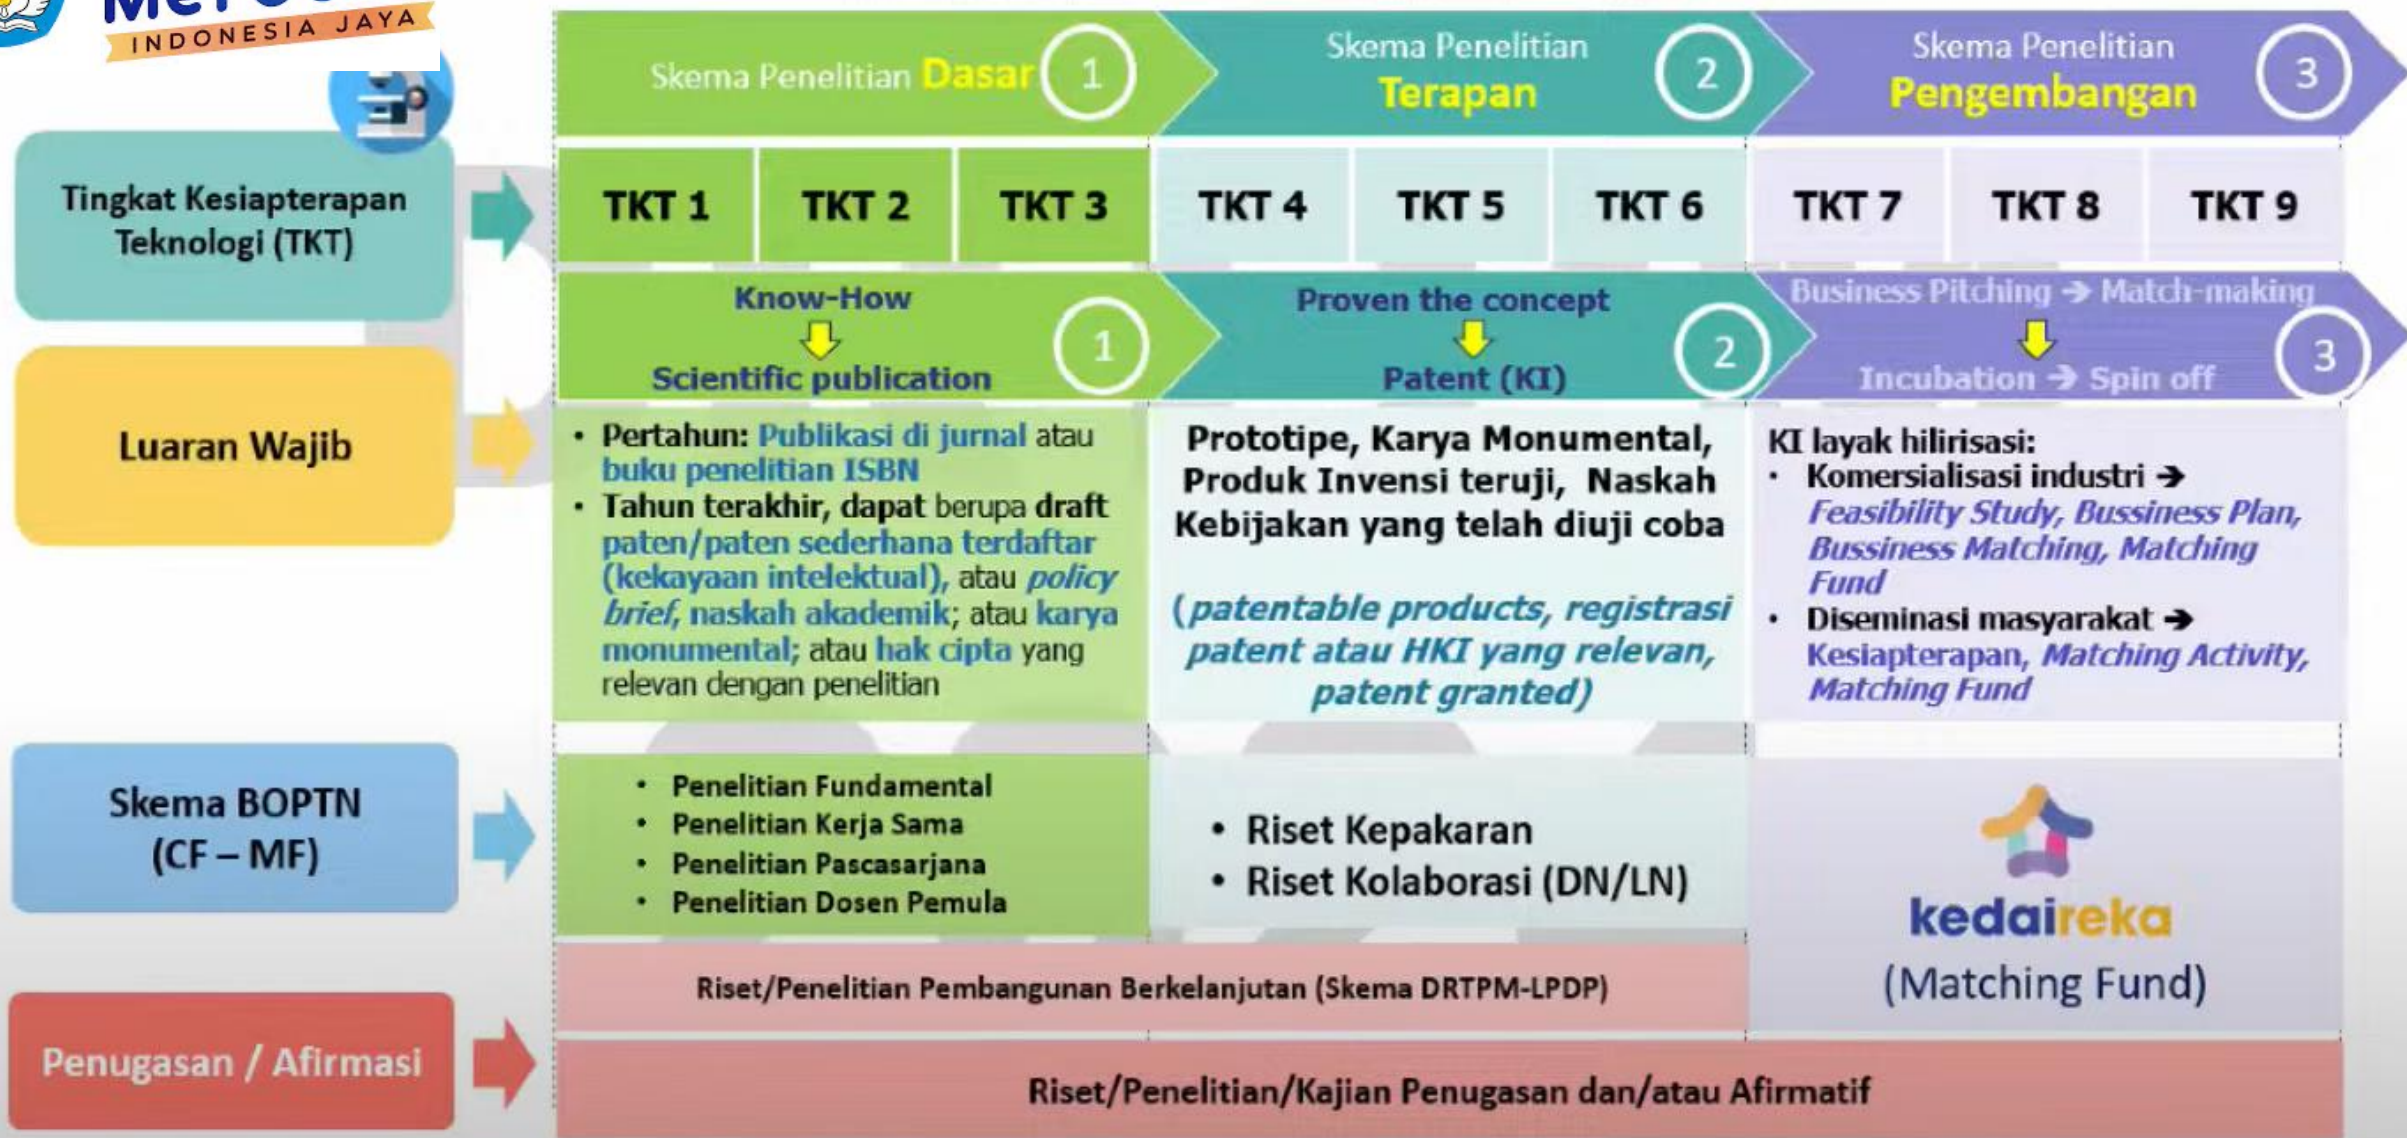 INDONESIA JAYA
Skema Penelitian Dasar 1
Skema Penelitian
Terapan
2
Skema Penelitian
Pengembangan
3
Tingkat Kesiapterapan
Teknologi (TKT)
TKT 1 TKT 2 TKT 3 TKT 4 TKT 5 TKT 6 TKT 7 TKT 8 TKT 9
Know-How
Scientific publication
1
Proven the concept
Patent (KI)
2
Business Pitching → Match-making
Incubation → Spin off
3
Luaran Wajib
• Pertahun: Publikasi di jurnal atau
buku penelitian ISBN
• Tahun terakhir, dapat berupa draft
paten/paten sederhana terdaftar
(kekayaan intelektual), atau policy
brief, naskah akademik; atau karya
monumental; atau hak cipta yang
relevan dengan penelitian
Prototipe, Karya Monumental,
Produk Invensi teruji, Naskah
Kebijakan yang telah diuji coba
(patentable products, registrasi
patent atau HKI yang relevan,
patent granted)
KI layak hilirisasi:
• Komersialisasi industri →
Feasibility Study, Bussiness Plan,
Bussiness Matching, Matching
Fund
• Diseminasi masyarakat →
Kesiapterapan, Matching Activity,
Matching Fund
Skema BOPTN
(CF – MF)
• Penelitian Fundamental
• Penelitian Kerja Sama
• Penelitian Pascasarjana
• Penelitian Dosen Pemula
• Riset Kepakaran
• Riset Kolaborasi (DN/LN)
kedaireka
(Matching Fund)
Riset/Penelitian Pembangunan Berkelanjutan (Skema DRTPM-LPDP)
Penugasan / Afirmasi
Riset/Penelitian/Kajian Penugasan dan/atau Afirmatif